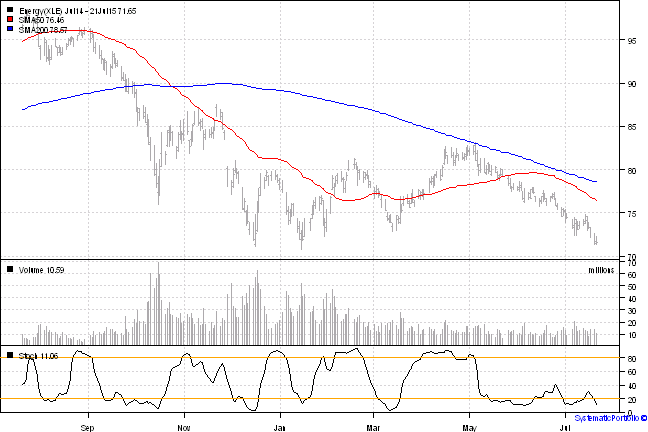 Energy(XLE) Jul14 - 21Jul15 71.65
SMA50 76.46
SMA200 78.57
95
90
85
80
75
70
Volume 10.59
millions
70
60
50
40
30
20
10
Stoch 11.06
80
60
40
20
0
Sep
Nov
Jan
Mar
May
Jul
SystematicPortfolio ©